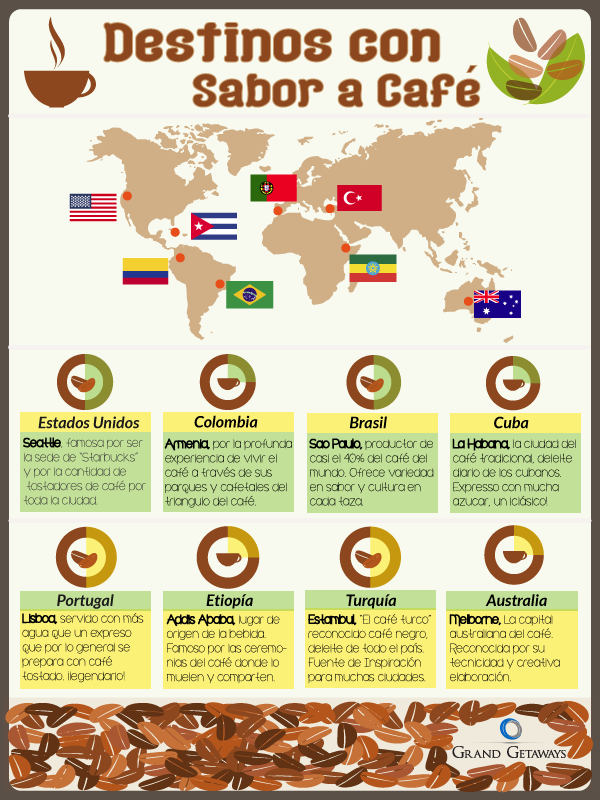 Destinos con
Sabor a Café
Estados Unidos
Seattle, famosa por ser
la sede de "Starbucks"
y por la cantidad de
tostadores de café por
toda la ciudad.
Colombia
Armenia, por la profunda
experiencia de vivir el
café a través de sus
parques y cafetales del
triangulo del café.
Brasil
Sao Paulo, productor de
casi el 40% del café del
mundo. Ofrece variedad
en sabor y cultura en
cada taza.
Cuba
La Habana, la ciudad del
café tradicional, deleite
diario de los cubanos.
Expresso con mucha
azucar, un ¡clásico!
Portugal
Lisboa, servido con más
agua que un expreso
que por lo general se
prepara con café
tostado, ¡legendario!
Etiopía
Addis Ababa, lugar de
origen de la bebida.
Famoso por las ceremo-
nias del café donde lo
muelen y comparten.
Turquía
Estambul, "El café turco"
reconocido café negro,
deleite de todo el país.
Fuente de Inspiración
para muchas ciudades.
Australia
Melborne, La capital
australiana del café.
Reconocida por su
tecnicidad y creativa
elaboración.
GRAND GETAWAYS